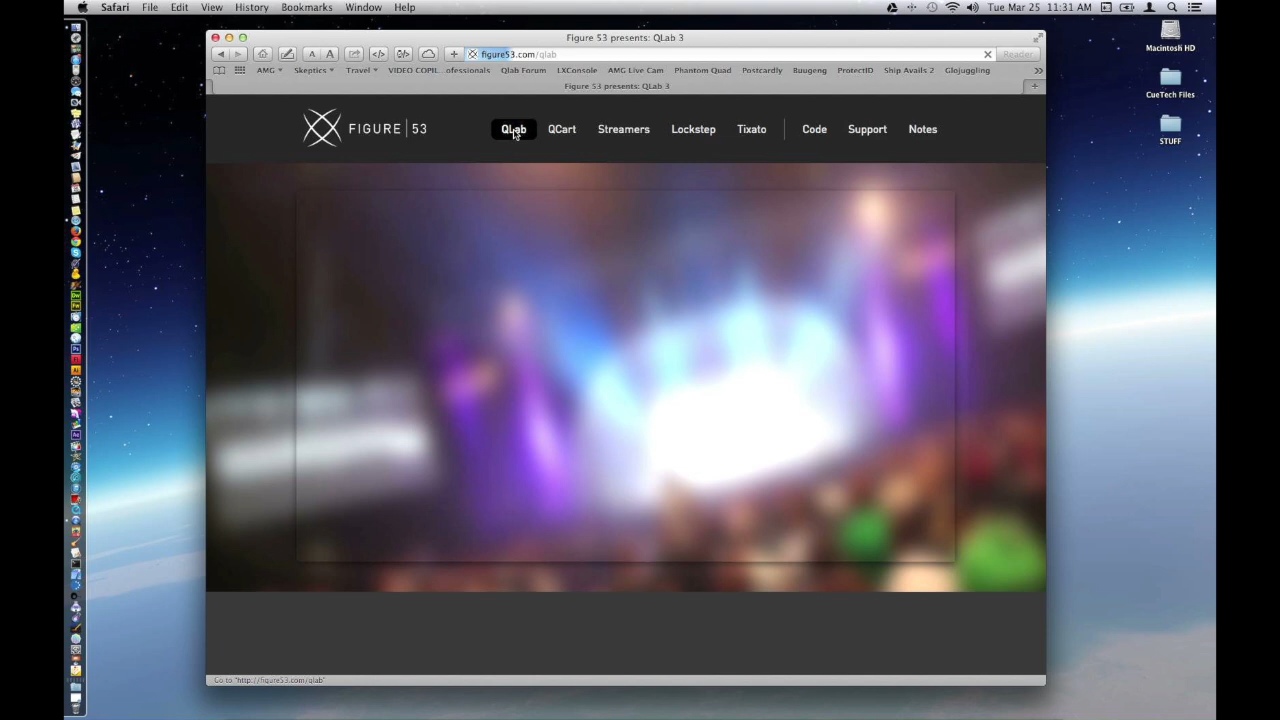 Safari File Edit View History Bookmarks Window Help
Tue Mar 25 11:31 AM
Figure 53 presents: QLab 3
A A
figure53.com/qlab
Reader
AMG Skeptics Travel VIDEO COPIL...ofessionals Qlab Forum LXConsole AMG Live Cam Phantom Quad Postcardly Buugeng ProtectID Ship Avails 2 Glojuggling
Figure 53 presents: QLab 3
FIGURE 53
QLab QCart Streamers Lockstep Tixato Code Support Notes
Go to "http://figure53.com/qlab"
Macintosh HD
CueTech Files
STUFF